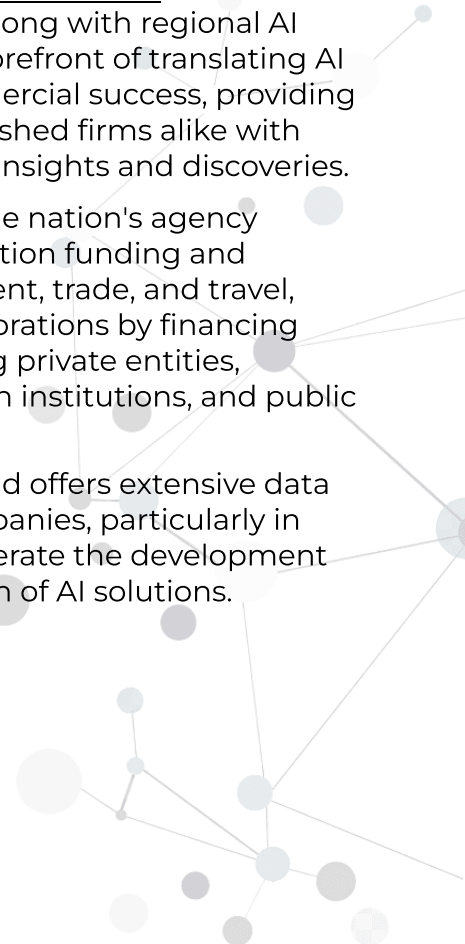 ong with regional AI
refront of translating AI
ercial success, providing
shed firms alike with
nsights and discoveries.
e nation's agency
tion funding and
ent, trade, and travel,
orations by financing
g private entities,
n institutions, and public
d offers extensive data
panies, particularly in
erate the development
n of AI solutions.